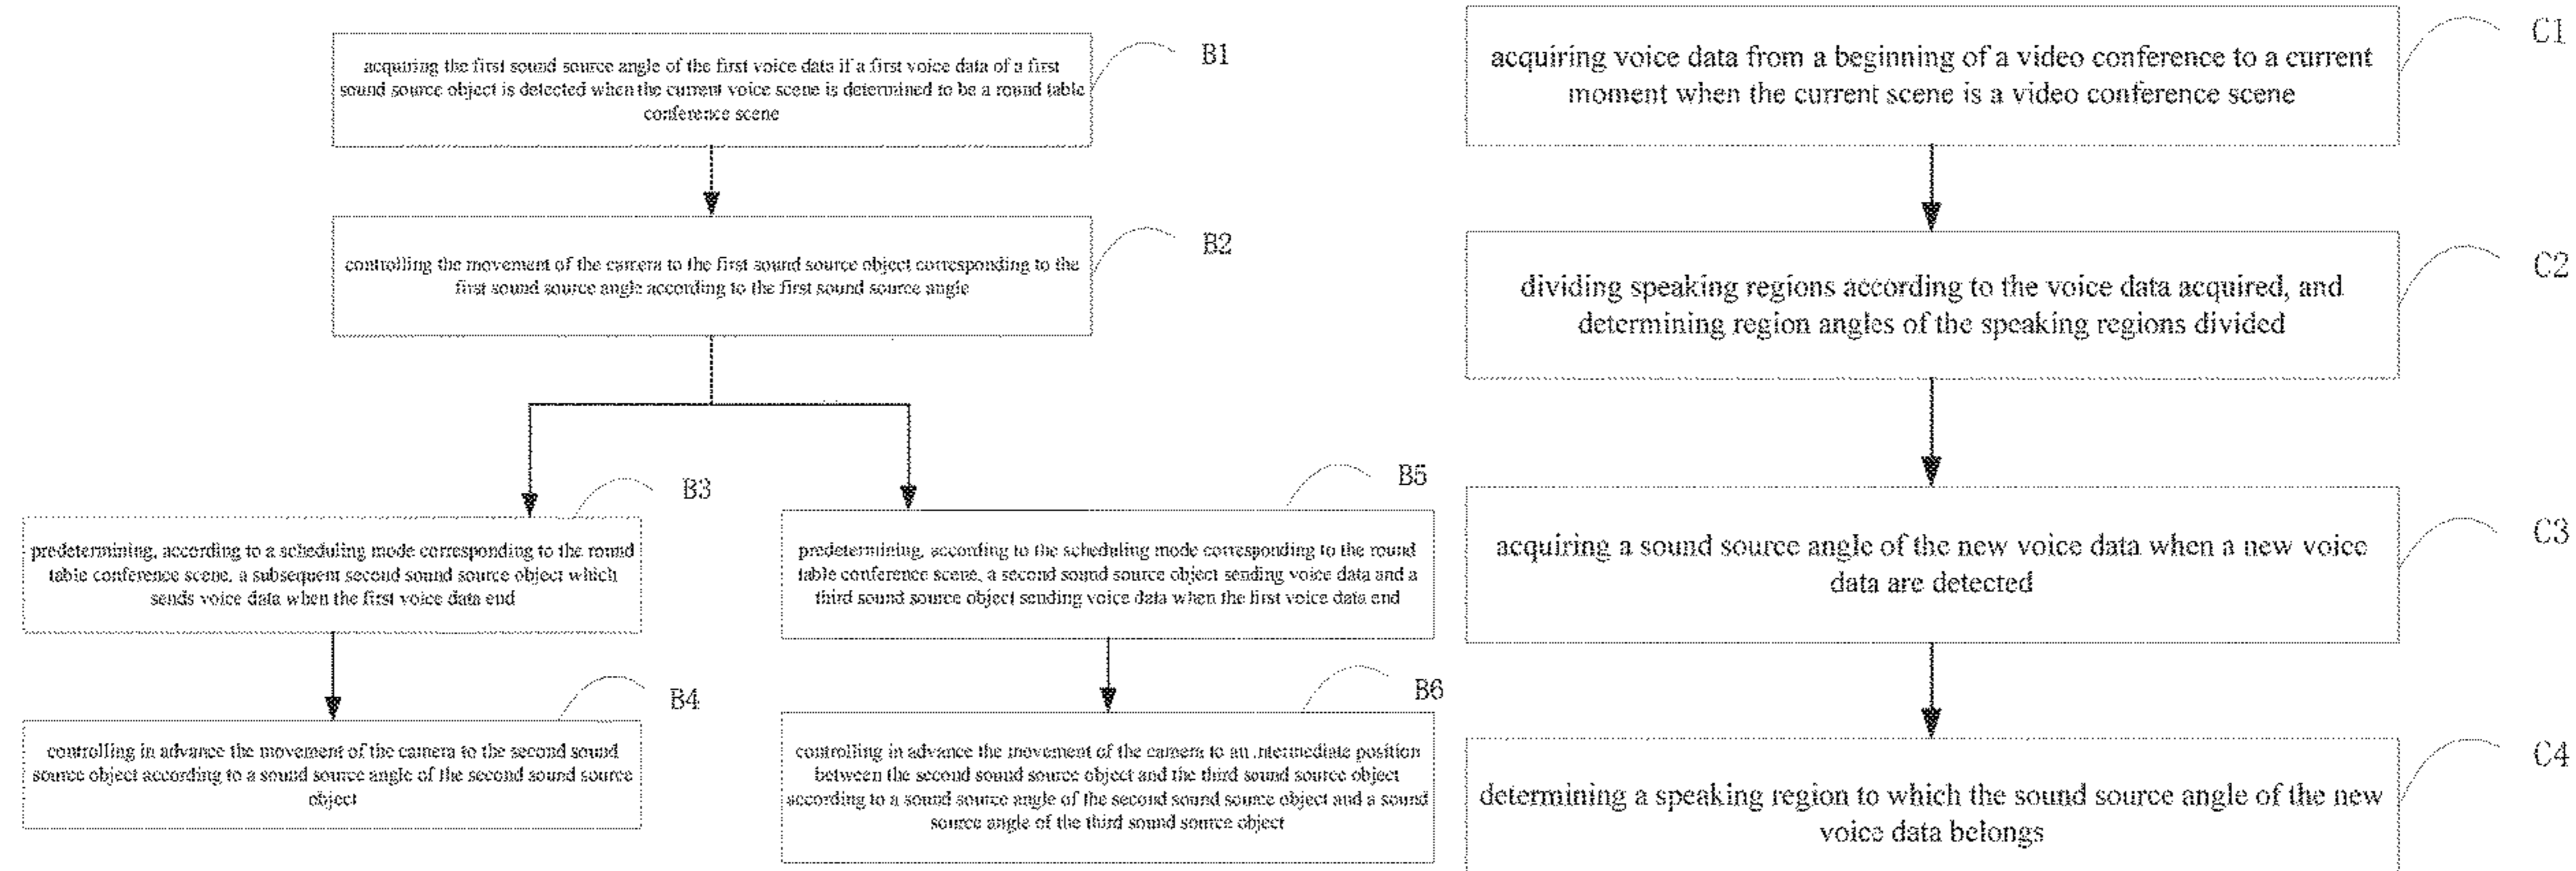 acquiring the first sound source angle of the first voice data if a first voice data of a first
sound source object is detected when the current voice scene is determined to be a round table
conference scene
B1
controlling the movement of the camera to the first sound source object corresponding to the
first sound source angle according to the first sound source angle
B2
predetermining, according to a scheduling mode corresponding to the round
table conference scene, a subsequent second sound source object which
sends voice data when the first voice data end
B3
controlling in advance the movement of the camera to the second sound
source object according to a sound source angle of the second sound source
object
B4
predetermining, according to the scheduling mode corresponding to the round
table conference scene, a second sound source object sending voice data and a
third sound source object sending voice data when the first voice data end
B5
controlling in advance the movement of the camera to an intermediate position
between the second sound source object and the third sound source object
according to a sound source angle of the second sound source object and a sound
source angle of the third sound source object
B6
acquiring voice data from a beginning of a video conference to a current
moment when the current scene is a video conference scene
C1
dividing speaking regions according to the voice data acquired, and
determining region angles of the speaking regions divided
C2
acquiring a sound source angle of the new voice data when a new voice
data are detected
C3
determining a speaking region to which the sound source angle of the new
voice data belongs
C4